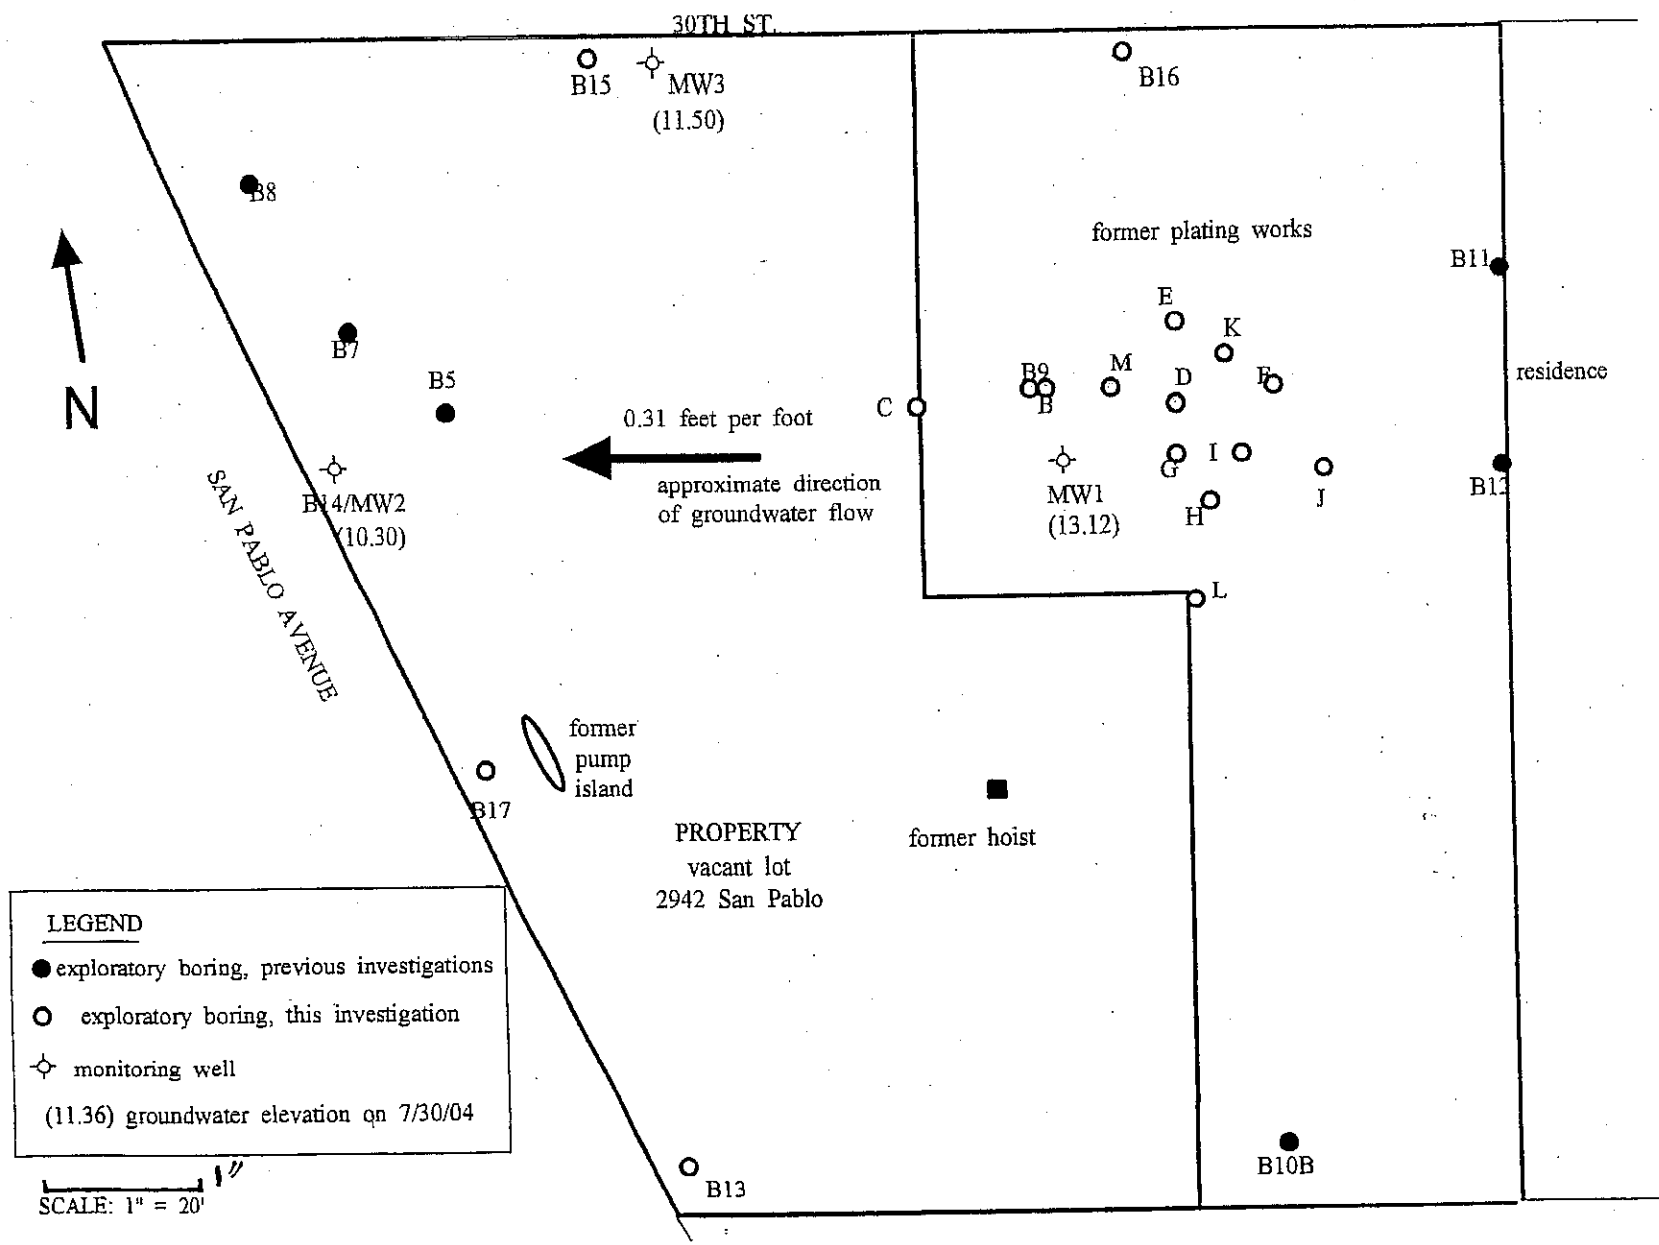 30TH ST.
B15
MW3
(11.50)
B16
B8
former plating works
B11
E
K
B7
B5
B9
M
D
F
residence
B
C
0.31 feet per foot
N
approximate direction
of groundwater flow
G
I
J
MW1
(13.12)
H
B14/MW2
(10.30)
SAN PABLO AVENUE
L
former
pump
island
B17
PROPERTY
vacant lot
2942 San Pablo
former hoist
LEGEND
exploratory boring, previous investigations
exploratory boring, this investigation
monitoring well
(11.36) groundwater elevation on 7/30/04
1"
SCALE: 1" = 20'
B13
B10B